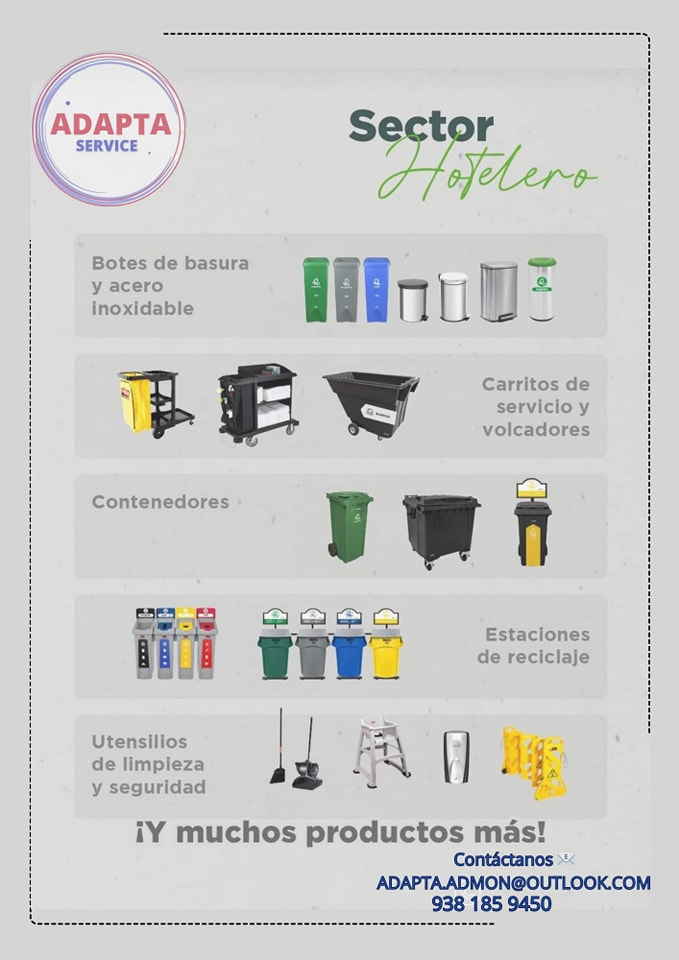 ADAPTA
SERVICE
Sector
Hotelero
Botes de basura
y acero
inoxidable
Carritos de
servicio y
volcadores
Contenedores
Estaciones
de reciclaje
Utensilios
de limpieza
y seguridad
¡Y muchos productos más!
Contáctanos
ADAPTA.ADMON@OUTLOOK.COM
938 185 9450